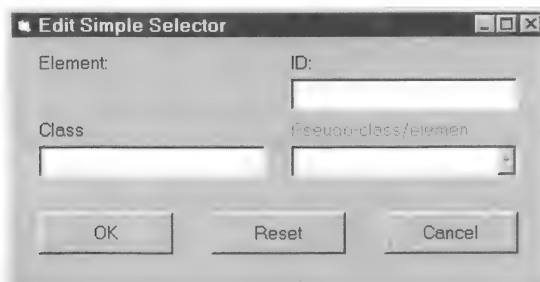 Edit Simple Selector
Element: ID:
Class Pseudo-class/elemen
OK Reset Cancel